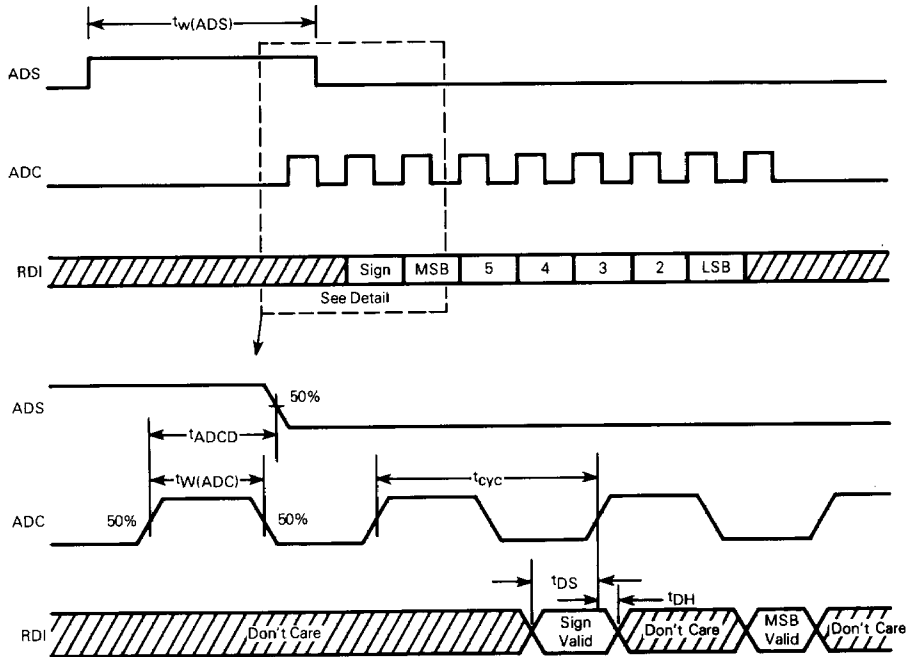 tw(ADS)
ADS
ADC
RDI
Sign MSB 5 4 3 2 LSB
See Detail
ADS
50%
tADCD
tW(ADC)
tcyc
ADC
50%
50%
tDS
tDH
RDI
Don't Care
Sign
Valid
Don't Care
MSB
Valid
Don't Care